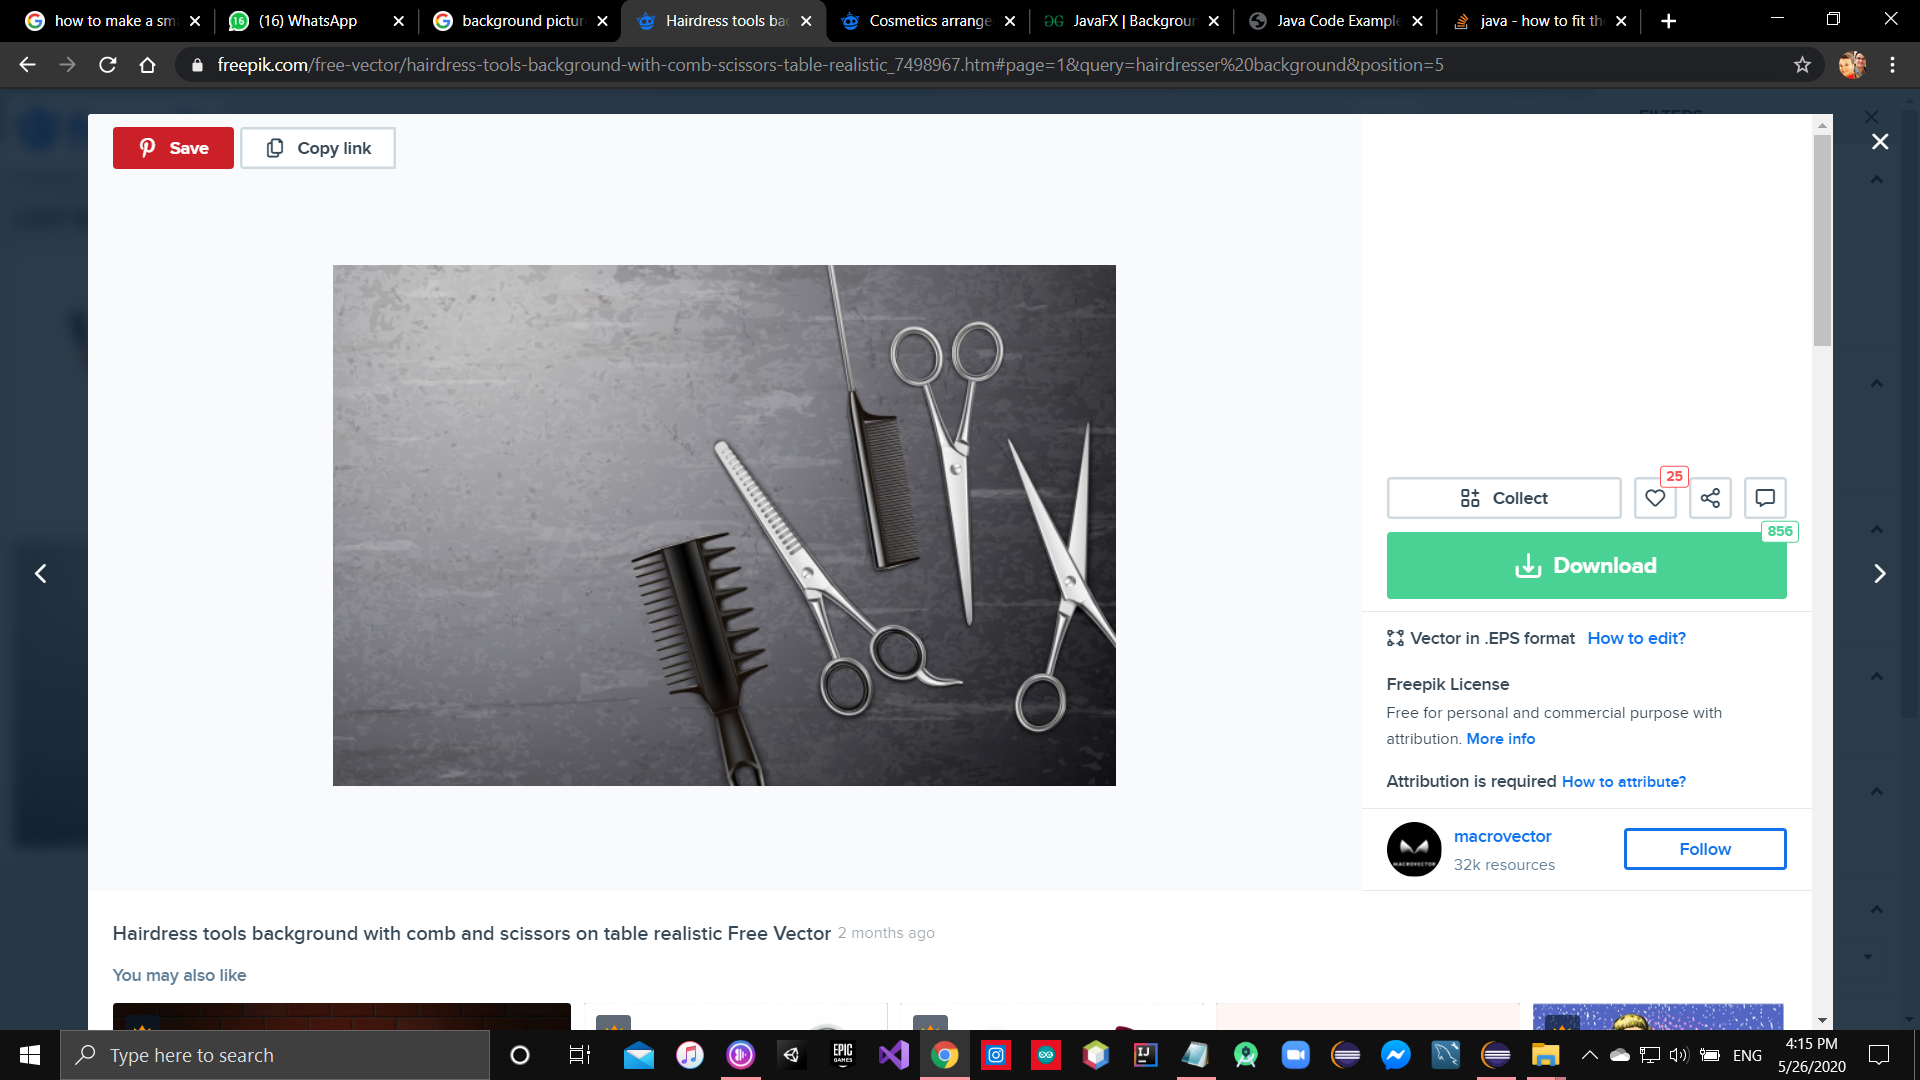 how to make a sm
(16) WhatsApp
background pictur
Hairdress tools ba
Cosmetics arrange
JavaFX | Backgroun
Java Code Example
java - how to fit th
freepik.com/free-vector/hairdress-tools-background-with-comb-scissors-table-realistic_7498967.htm#page=1&query=hairdresser%20background&position=5
Save
Copy link
25
Collect
856
Download
Vector in .EPS format How to edit?
Freepik License
Free for personal and commercial purpose with
attribution. More info
Attribution is required How to attribute?
macrovector
32k resources
Follow
Hairdress tools background with comb and scissors on table realistic Free Vector 2 months ago
You may also like
Type here to search
EPIC
GAMES
IJ
ENG
4:15 PM
5/26/2020